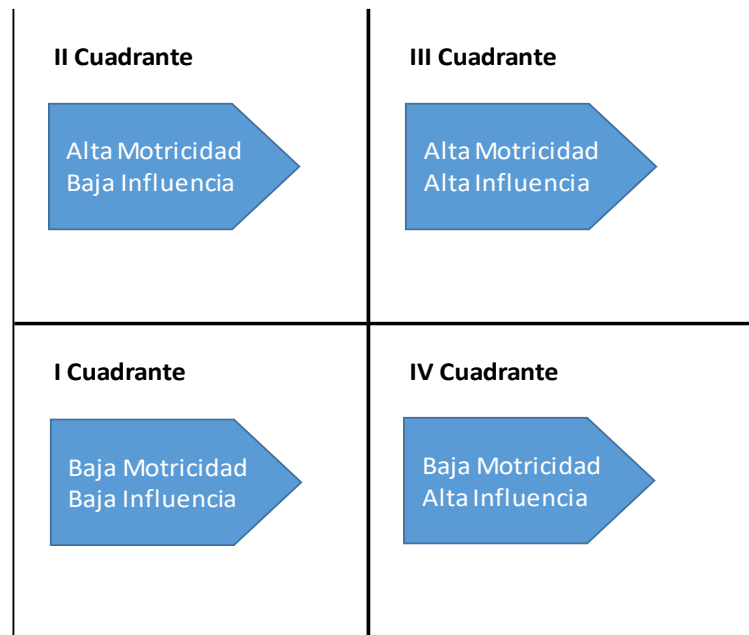 II Cuadrante
Alta Motricidad
Baja Influencia
III Cuadrante
Alta Motricidad
Alta Influencia
I Cuadrante
Baja Motricidad
Baja Influencia
IV Cuadrante
Baja Motricidad
Alta Influencia